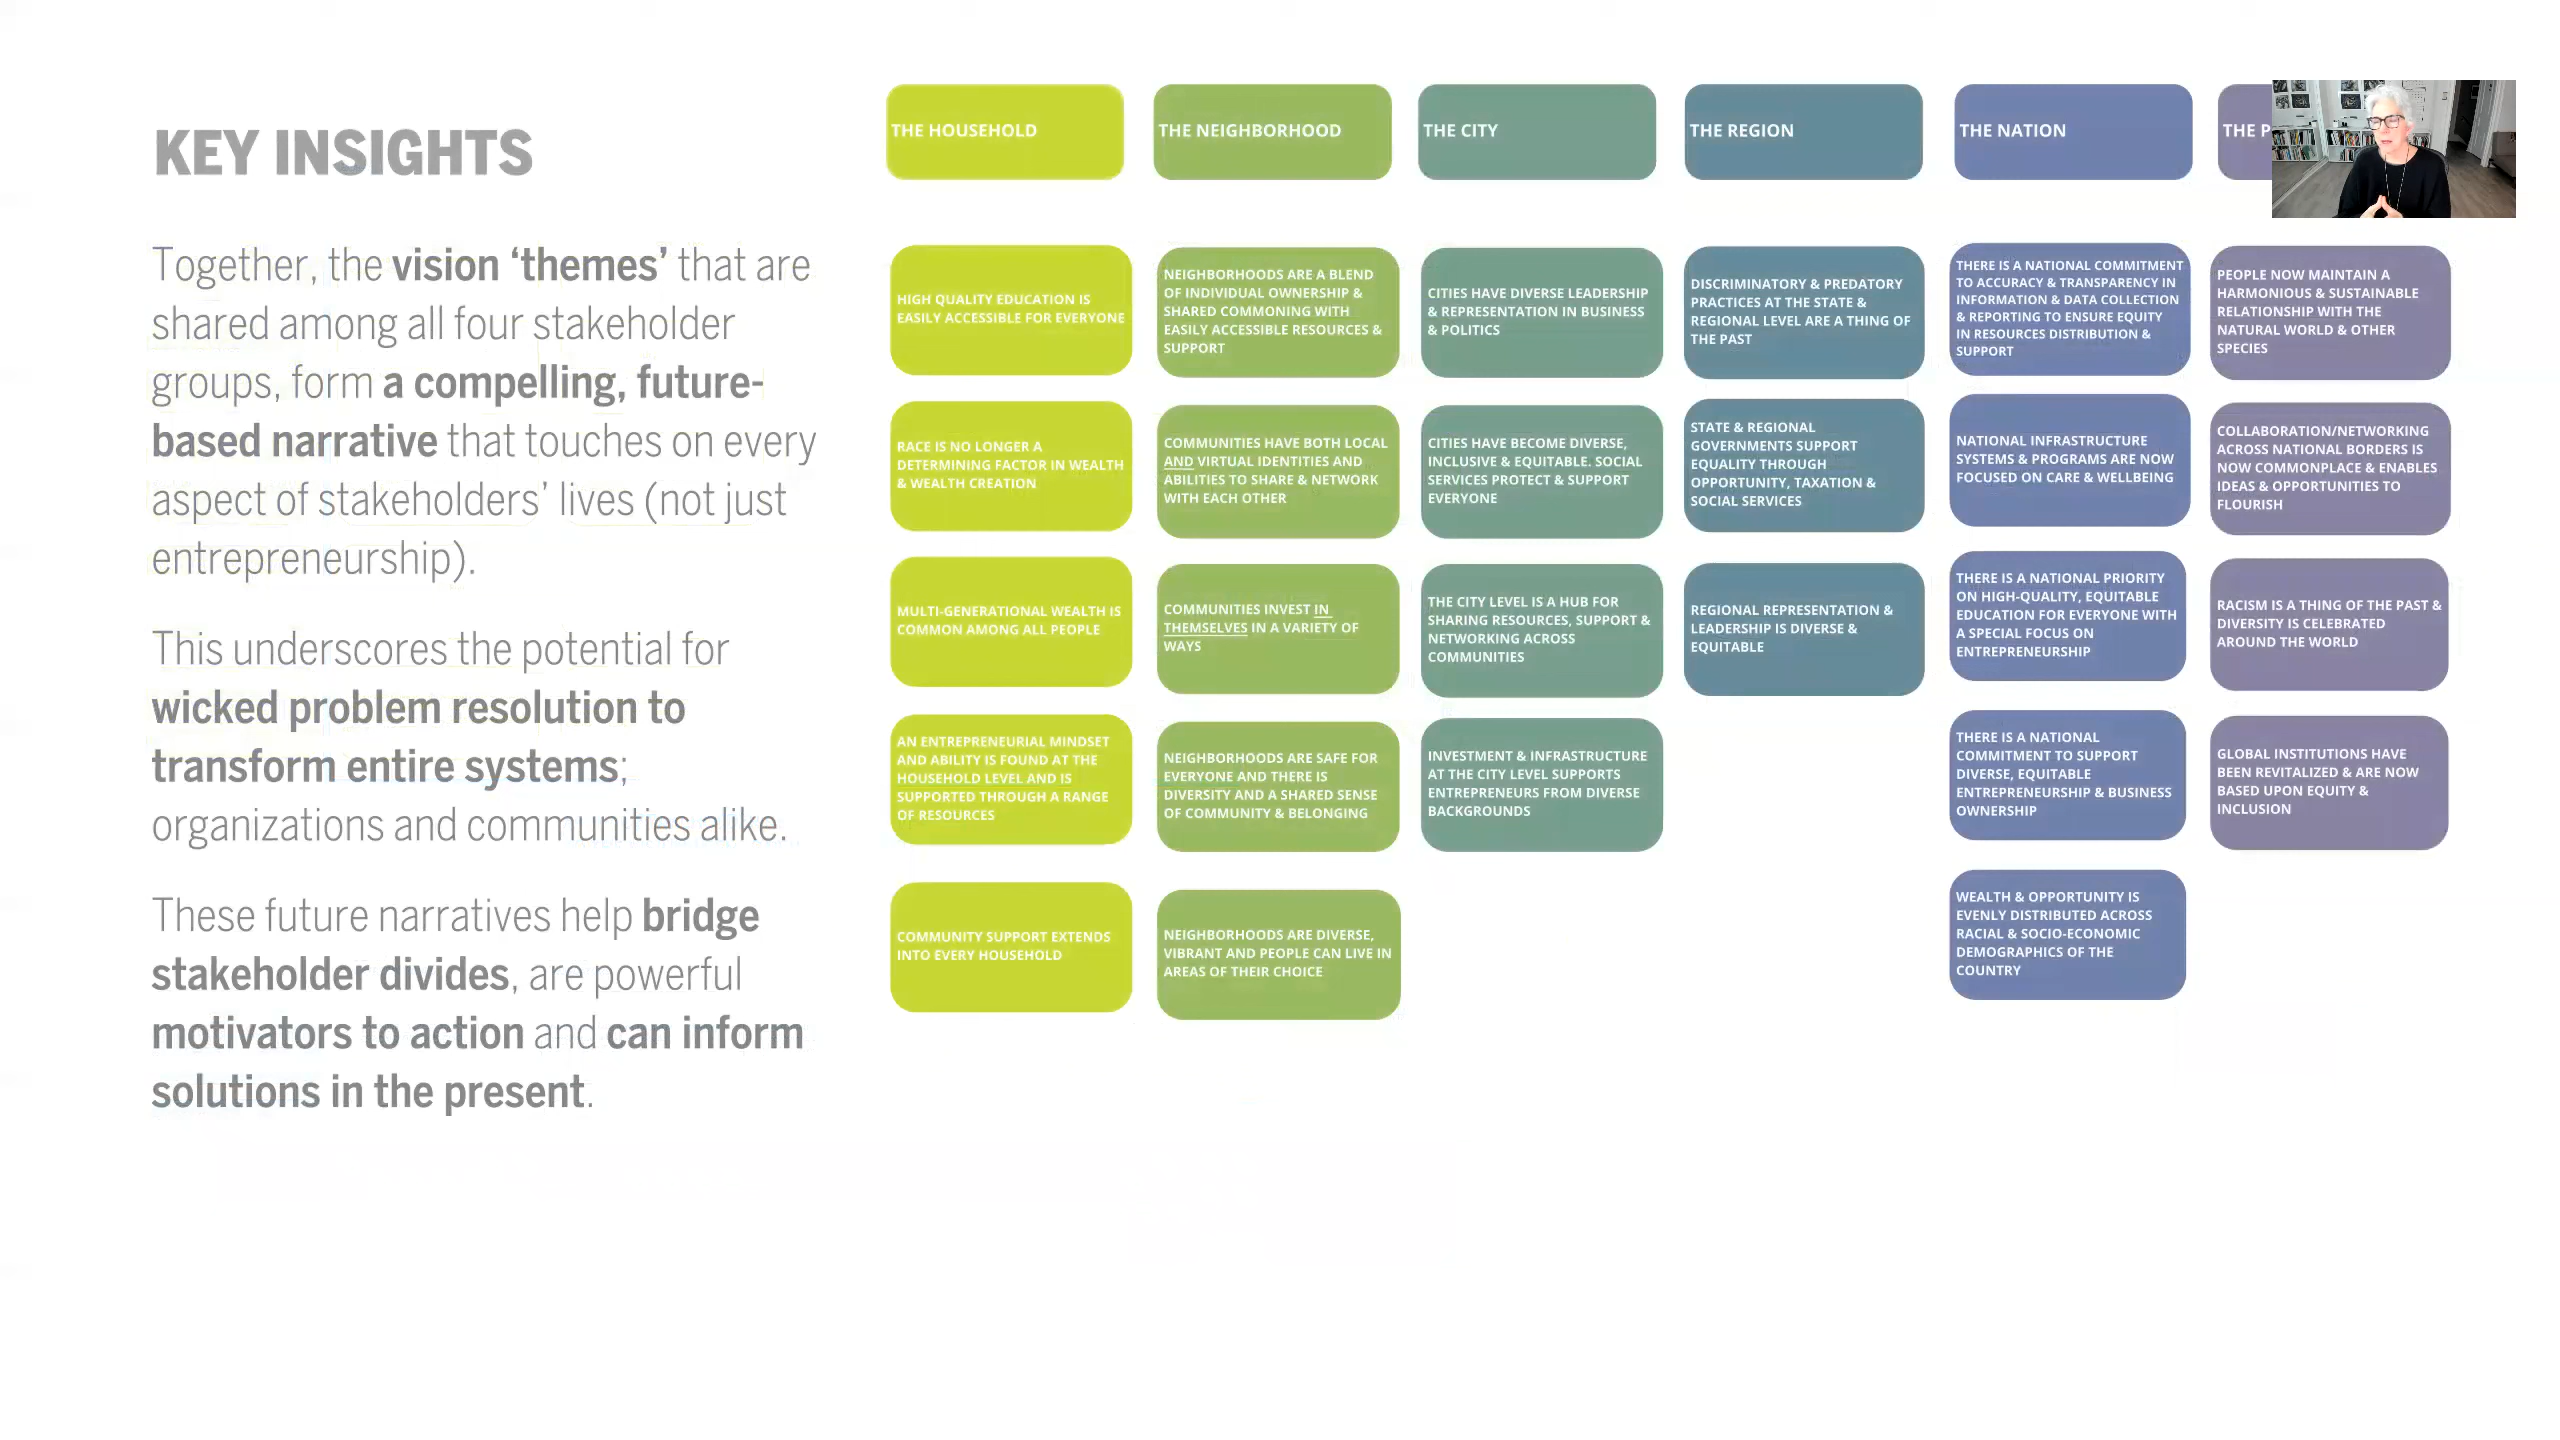 KEY INSIGHTS
Together, the vision ‘themes’ that are
shared among all four stakeholder
groups, form a compelling, future-
based narrative that touches on every
aspect of stakeholders’ lives (not just
entrepreneurship).
This underscores the potential for
wicked problem resolution to
transform entire systems;
organizations and communities alike.
These future narratives help bridge
stakeholder divides, are powerful
motivators to action and can inform
solutions in the present.
THE HOUSEHOLD
HIGH QUALITY EDUCATION IS
EASILY ACCESSIBLE FOR EVERYONE
RACE IS NO LONGER A
DETERMINING FACTOR IN WEALTH
& WEALTH CREATION
MULTI-GENERATIONAL WEALTH IS
COMMON AMONG ALL PEOPLE
AN ENTREPRENEURIAL MINDSET
AND ABILITY IS FOUND AT THE
HOUSEHOLD LEVEL AND IS
SUPPORTED THROUGH A RANGE
OF RESOURCES
COMMUNITY SUPPORT EXTENDS
INTO EVERY HOUSEHOLD
THE NEIGHBORHOOD
NEIGHBORHOODS ARE A BLEND
OF INDIVIDUAL OWNERSHIP &
SHARED COMMONING WITH
EASILY ACCESSIBLE RESOURCES &
SUPPORT
COMMUNITIES HAVE BOTH LOCAL
AND VIRTUAL IDENTITIES AND
ABILITIES TO SHARE & NETWORK
WITH EACH OTHER
COMMUNITIES INVEST IN
THEMSELVES IN A VARIETY OF
WAYS
NEIGHBORHOODS ARE SAFE FOR
EVERYONE AND THERE IS
DIVERSITY AND A SHARED SENSE
OF COMMUNITY & BELONGING
NEIGHBORHOODS ARE DIVERSE,
VIBRANT AND PEOPLE CAN LIVE IN
AREAS OF THEIR CHOICE
THE CITY
CITIES HAVE DIVERSE LEADERSHIP
& REPRESENTATION IN BUSINESS
& POLITICS
CITIES HAVE BECOME DIVERSE,
INCLUSIVE & EQUITABLE. SOCIAL
SERVICES PROTECT & SUPPORT
EVERYONE
THE CITY LEVEL IS A HUB FOR
SHARING RESOURCES, SUPPORT &
NETWORKING ACROSS
COMMUNITIES
INVESTMENT & INFRASTRUCTURE
AT THE CITY LEVEL SUPPORTS
ENTREPRENEURS FROM DIVERSE
BACKGROUNDS
THE REGION
DISCRIMINATORY & PREDATORY
PRACTICES AT THE STATE &
REGIONAL LEVEL ARE A THING OF
THE PAST
STATE & REGIONAL
GOVERNMENTS SUPPORT
EQUALITY THROUGH
OPPORTUNITY, TAXATION &
SOCIAL SERVICES
REGIONAL REPRESENTATION &
LEADERSHIP IS DIVERSE &
EQUITABLE
THE NATION
THERE IS A NATIONAL COMMITMENT
TO ACCURACY & TRANSPARENCY IN
INFORMATION & DATA COLLECTION
& REPORTING TO ENSURE EQUITY
IN RESOURCES DISTRIBUTION &
SUPPORT
NATIONAL INFRASTRUCTURE
SYSTEMS & PROGRAMS ARE NOW
FOCUSED ON CARE & WELLBEING
THERE IS A NATIONAL PRIORITY
ON HIGH-QUALITY, EQUITABLE
EDUCATION FOR EVERYONE WITH
A SPECIAL FOCUS ON
ENTREPRENEURSHIP
THERE IS A NATIONAL
COMMITMENT TO SUPPORT
DIVERSE, EQUITABLE
ENTREPRENEURSHIP & BUSINESS
OWNERSHIP
WEALTH & OPPORTUNITY IS
EVENLY DISTRIBUTED ACROSS
RACIAL & SOCIO-ECONOMIC
DEMOGRAPHICS OF THE
COUNTRY
THE P
PEOPLE NOW MAINTAIN A
HARMONIOUS & SUSTAINABLE
RELATIONSHIP WITH THE
NATURAL WORLD & OTHER
SPECIES
COLLABORATION/NETWORKING
ACROSS NATIONAL BORDERS IS
NOW COMMONPLACE & ENABLES
IDEAS & OPPORTUNITIES TO
FLOURISH
RACISM IS A THING OF THE PAST &
DIVERSITY IS CELEBRATED
AROUND THE WORLD
GLOBAL INSTITUTIONS HAVE
BEEN REVITALIZED & ARE NOW
BASED UPON EQUITY &
INCLUSION